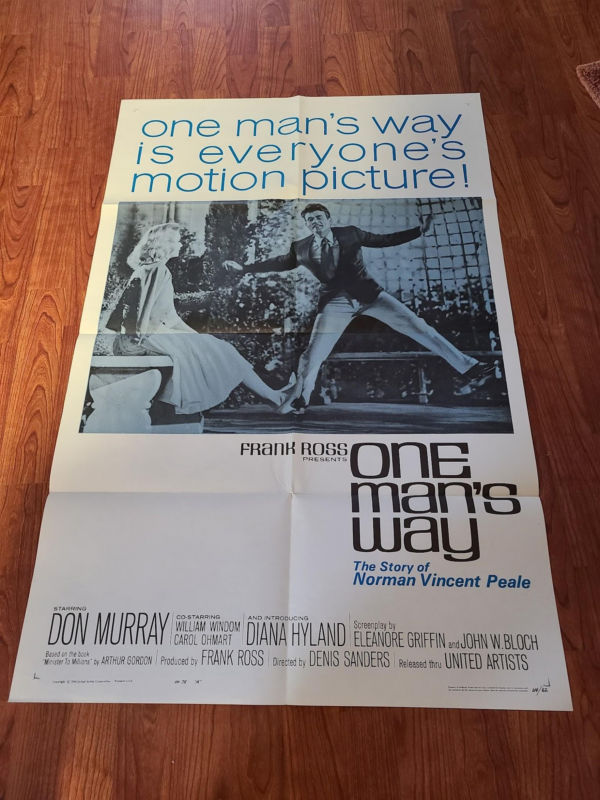 one man's way
is everyone's
motion picture!
FRANK ROSS
PRESENTS
ONE
man's
way
The Story of
Norman Vincent Peale
STARRING
DON MURRAY
CO-STARRING
WILLIAM WINDOM
CAROL OHMART
AND INTRODUCING
DIANA HYLAND
Screenplay by
ELEANORE GRIFFIN and JOHN W. BLOCH
Based on the book
"Minister To Millions" by ARTHUR GORDON
Produced by FRANK ROSS
Directed by DENIS SANDERS
Released thru UNITED ARTISTS
64/62